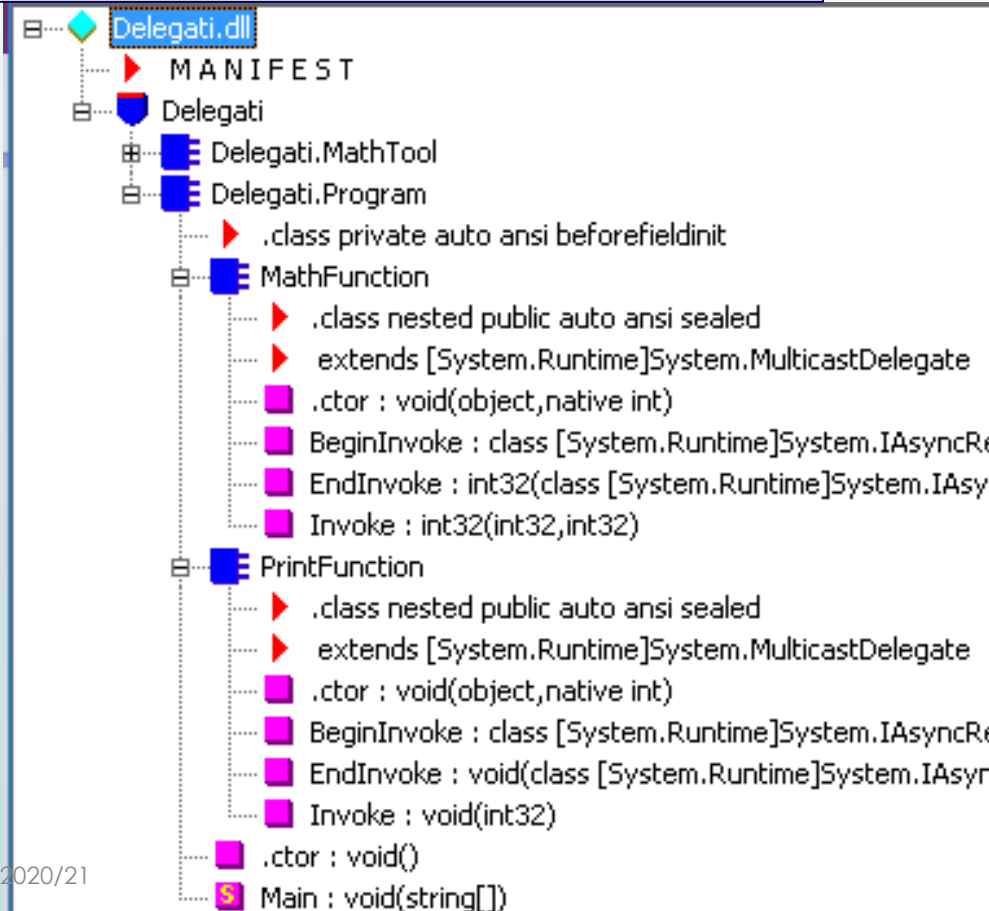 Delegati.dll
M A N I F E S T
Delegati
Delegati.MathTool
Delegati.Program
.class private auto ansi beforefieldinit
MathFunction
.class nested public auto ansi sealed
extends [System.Runtime]System.MulticastDelegate
.ctor : void(object,native int)
BeginInvoke : class [System.Runtime]System.IAsyncRe
EndInvoke : int32(class [System.Runtime]System.IAsy
Invoke : int32(int32,int32)
PrintFunction
.class nested public auto ansi sealed
extends [System.Runtime]System.MulticastDelegate
.ctor : void(object,native int)
BeginInvoke : class [System.Runtime]System.IAsyncRe
EndInvoke : void(class [System.Runtime]System.IAsyn
Invoke : void(int32)
.ctor : void()
2020/21
S Main : void(string[])